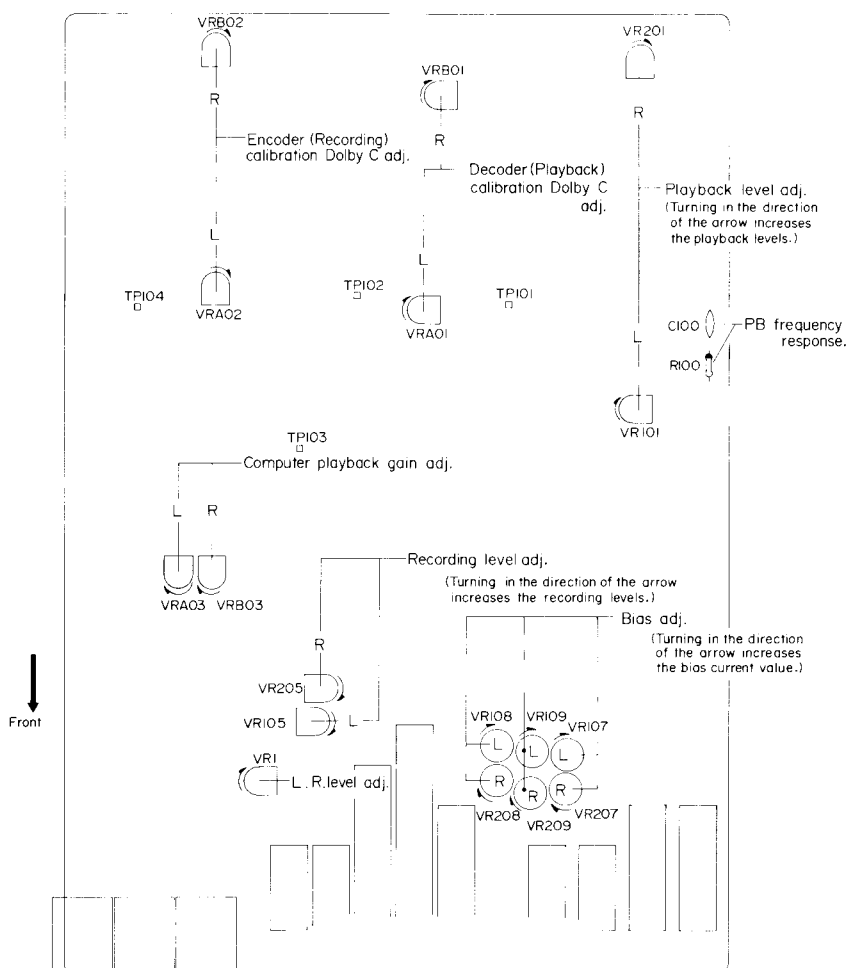 VRB02
VR201
VRB01
R
R
R
Encoder (Recording)
calibration Dolby C adj.
Decoder (Playback)
calibration Dolby C
adj.
Playback level adj.
(Turning in the direction
of the arrow increases
the playback levels.)
L
L
TP104
TP102
TP101
VRA02
VRA01
C100
PB frequency
response.
L
R100
VR101
TP103
Computer playback gain adj.
L
R
Recording level adj.
(Turning in the direction of the arrow
increases the recording levels.)
VRA03
VRB03
Bias adj.
(Turning in the direction
of the arrow increases
the bias current value.)
R
VR205
Front
VR105
L
VR108
VR109
VR107
L
L
L
VR1
L.R.level adj.
R
R
R
VR208
VR209
VR207